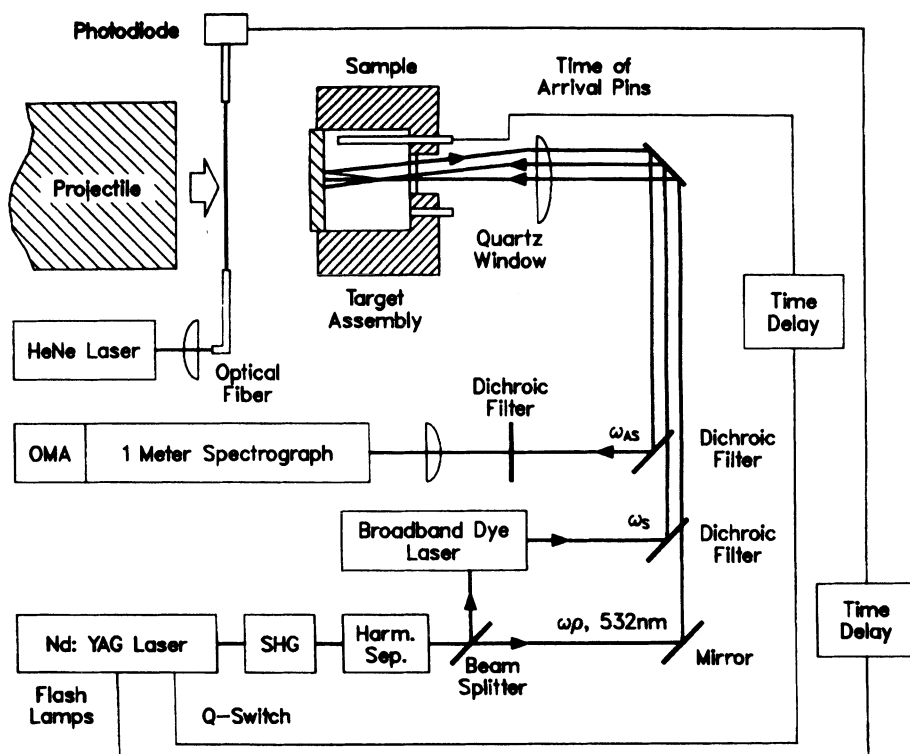 Photodiode
Sample
Time of
Arrival Pins
Projectile
Quartz
Window
Target
Assembly
Time
Delay
HeNe Laser
Optical
Fiber
Dichroic
Filter
OMA
1 Meter Spectrograph
ωAS
Dichroic
Filter
Broadband Dye
Laser
ωS
Dichroic
Filter
Nd: YAG Laser
SHG
Harm.
Sep.
ωρ, 532nm
Beam
Splitter
Mirror
Time
Delay
Flash
Lamps
Q-Switch